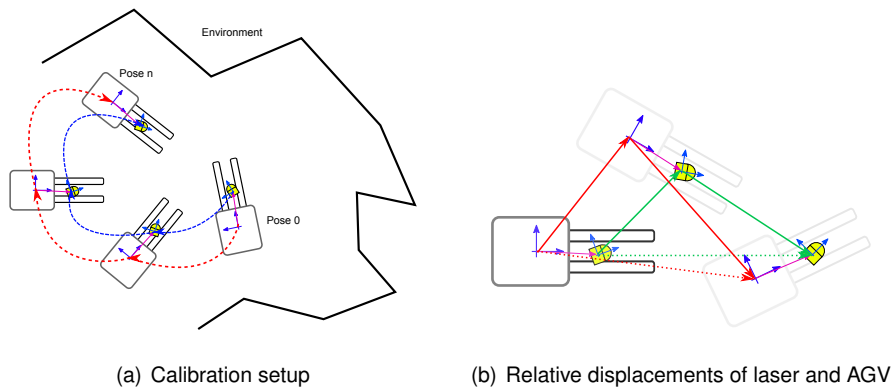 Environment
Pose n
Pose 0
(a) Calibration setup
(b) Relative displacements of laser and AGV